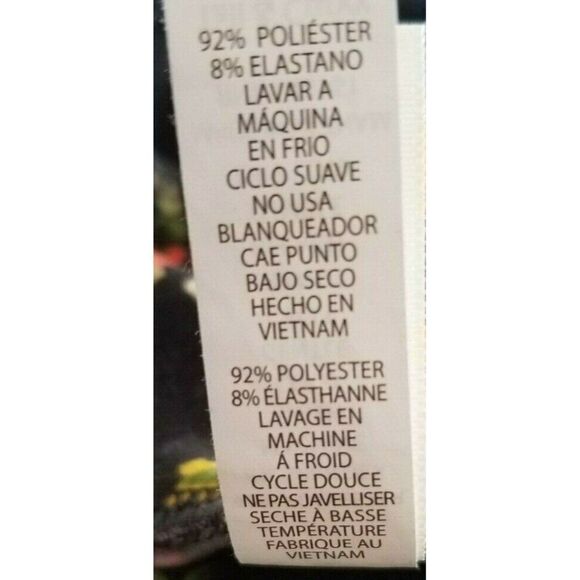 92% POLIÉSTER
8% ELASTANO
LAVAR A
MÁQUINA
EN FRIO
CICLO SUAVE
NO USA
BLANQUEADOR
CAE PUNTO
BAJO SECO
HECHO EN
VIETNAM
92% POLYESTER
8% ÉLASTHANNE
LAVAGE EN
MACHINE
Á FROID
CYCLE DOUCE
NE PAS JAVELLISER
SECHE À BASSE
TEMPÉRATURE
FABRIQUE AU
VIETNAM